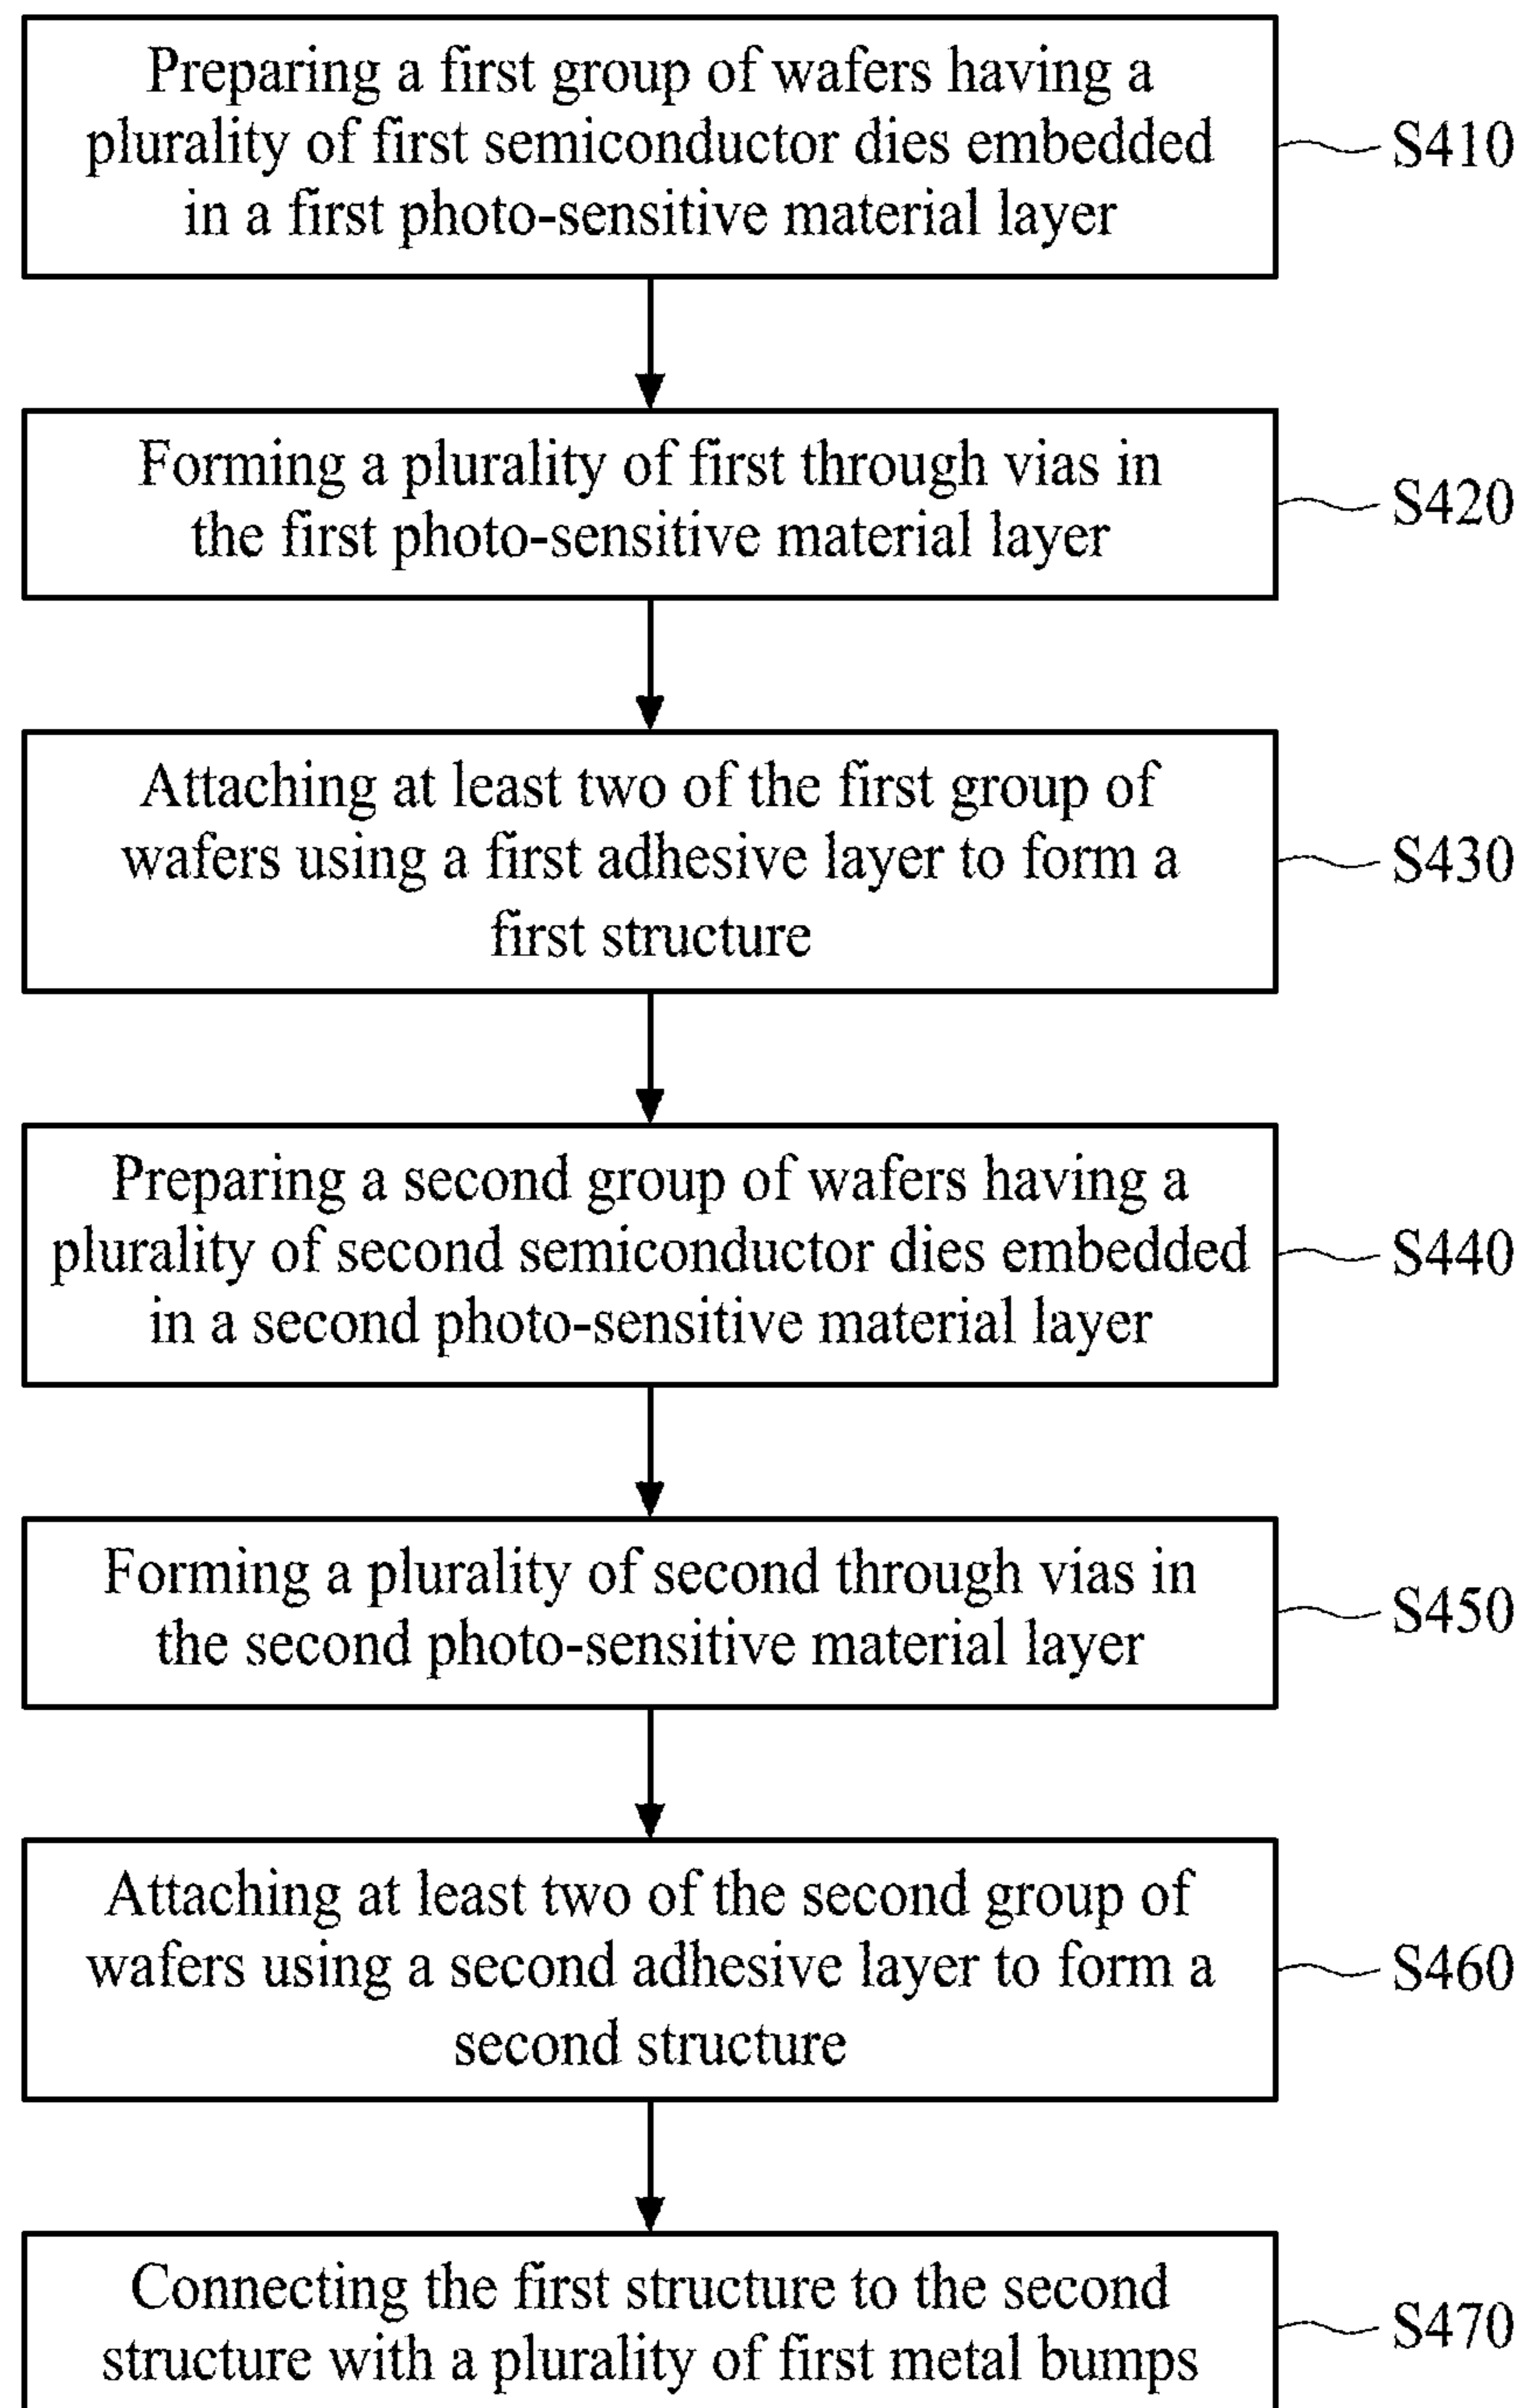 Preparing a first group of wafers having a
plurality of first semiconductor dies embedded
in a first photo-sensitive material layer
S410
Forming a plurality of first through vias in
the first photo-sensitive material layer
S420
Attaching at least two of the first group of
wafers using a first adhesive layer to form a
first structure
S430
Preparing a second group of wafers having a
plurality of second semiconductor dies embedded
in a second photo-sensitive material layer
S440
Forming a plurality of second through vias in
the second photo-sensitive material layer
S450
Attaching at least two of the second group of
wafers using a second adhesive layer to form a
second structure
S460
Connecting the first structure to the second
structure with a plurality of first metal bumps
S470